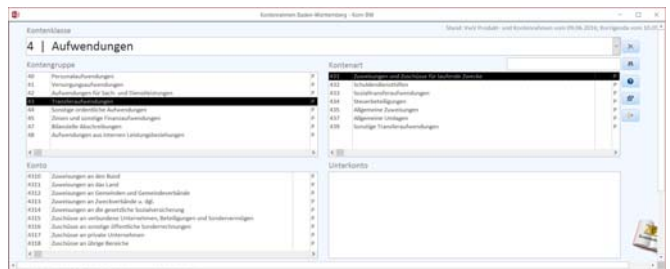 Kontenrahmen Baden-Württemberg - Kom BW
Stand: VwV Produkt- und Kontenrahmen vom 09.06.2016, Korrigenda vom 10.01
Kontenklasse
4 | Aufwendungen
Kontengruppe
40 Personalaufwendungen P
41 Versorgungsaufwendungen P
42 Aufwendungen für Sach- und Dienstleistungen P
43 Transferaufwendungen P
44 Sonstige ordentliche Aufwendungen P
45 Zinsen und sonstige Finanzaufwendungen P
47 Bilanzielle Abschreibungen P
48 Aufwendungen aus internen Leistungsbeziehungen P
Kontenart
431 Zuweisungen und Zuschüsse für laufende Zwecke P
432 Schuldendiensthilfen P
433 Sozialtransferaufwendungen P
434 Steuerbeteiligungen P
435 Allgemeine Zuweisungen P
437 Allgemeine Umlagen P
439 Sonstige Transferaufwendungen P
Konto
4310 Zuweisungen an den Bund P
4311 Zuweisungen an das Land P
4312 Zuweisungen an Gemeinden und Gemeindeverbände P
4313 Zuweisungen an Zweckverbände u. dgl. P
4314 Zuweisungen an die gesetzliche Sozialversicherung P
4315 Zuschüsse an verbundene Unternehmen, Beteiligungen und Sondervermögen P
4316 Zuschüsse an sonstige öffentliche Sonderrechnungen P
4317 Zuschüsse an private Unternehmen P
4318 Zuschüsse an übrige Bereiche P
Unterkonto